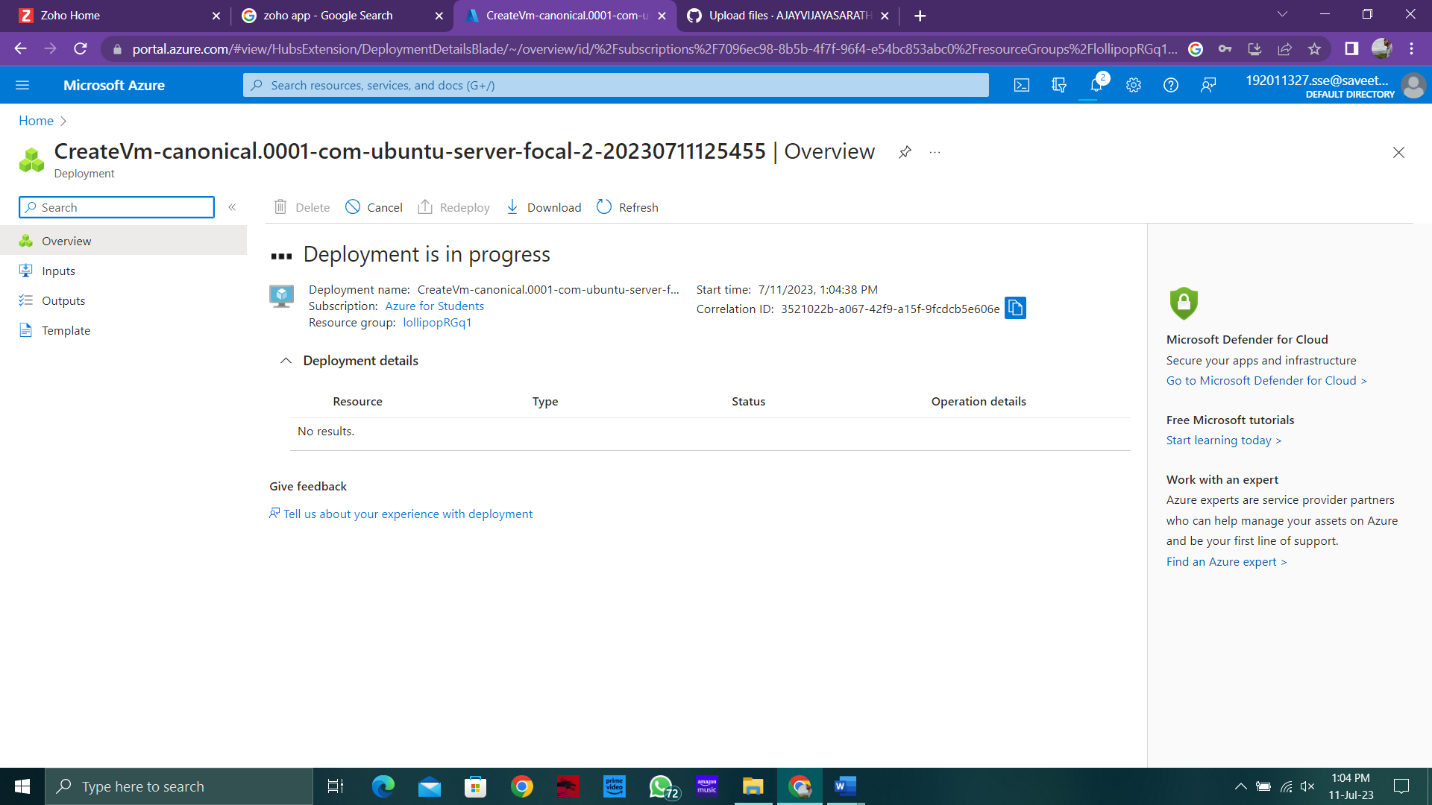 Zoho Home
zoho app - Google Search
CreateVm-canonical.0001-com-u
Upload files · AJAYVIJAYASARATH
portal.azure.com/#view/HubsExtension/DeploymentDetailsBlade/~/overview/id/%2Fsubscriptions%2F7096ec98-8b5b-4f7f-96f4-e54bc853abc0%2FresourceGroups%2FlollipopRGq1...
Microsoft Azure
Search resources, services, and docs (G+/)
2
192011327.sse@saveet...
DEFAULT DIRECTORY
Home
CreateVm-canonical.0001-com-ubuntu-server-focal-2-20230711125455 | Overview
Deployment
Search
Delete
Cancel
Redeploy
Download
Refresh
Overview
Inputs
Outputs
Template
Deployment is in progress
Deployment name: CreateVm-canonical.0001-com-ubuntu-server-f...
Subscription: Azure for Students
Resource group: lollipopRGq1
Start time: 7/11/2023, 1:04:38 PM
Correlation ID: 3521022b-a067-42f9-a15f-9fcdcb5e606e
Deployment details
Resource Type Status Operation details
No results.
Give feedback
Tell us about your experience with deployment
Microsoft Defender for Cloud
Secure your apps and infrastructure
Go to Microsoft Defender for Cloud >
Free Microsoft tutorials
Start learning today >
Work with an expert
Azure experts are service provider partners
who can help manage your assets on Azure
and be your first line of support.
Find an Azure expert >
Type here to search
prime video
72
amazon music
1:04 PM
11-Jul-23